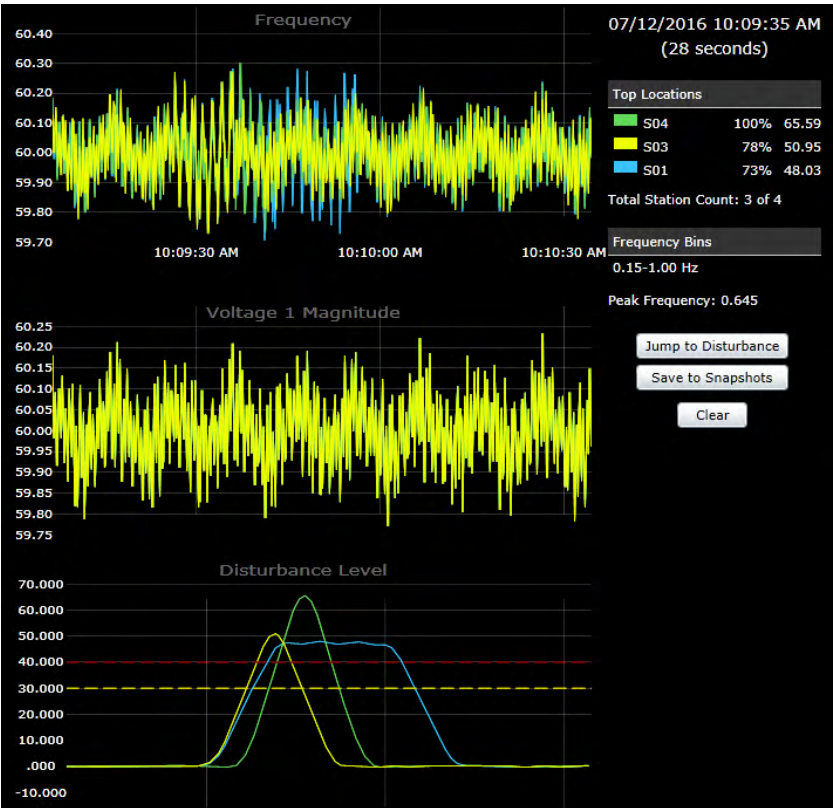 Frequency
60.40
60.30
60.20
60.10
60.00
59.90
59.80
59.70
10:09:30 AM 10:10:00 AM 10:10:30 AM
Voltage 1 Magnitude
60.25
60.20
60.15
60.10
60.05
60.00
59.95
59.90
59.85
59.80
59.75
Disturbance Level
70.000
60.000
50.000
40.000
30.000
20.000
10.000
.000
-10.000
07/12/2016 10:09:35 AM
(28 seconds)
Top Locations
S04 100% 65.59
S03 78% 50.95
S01 73% 48.03
Total Station Count: 3 of 4
Frequency Bins
0.15-1.00 Hz
Peak Frequency: 0.645
Jump to Disturbance
Save to Snapshots
Clear